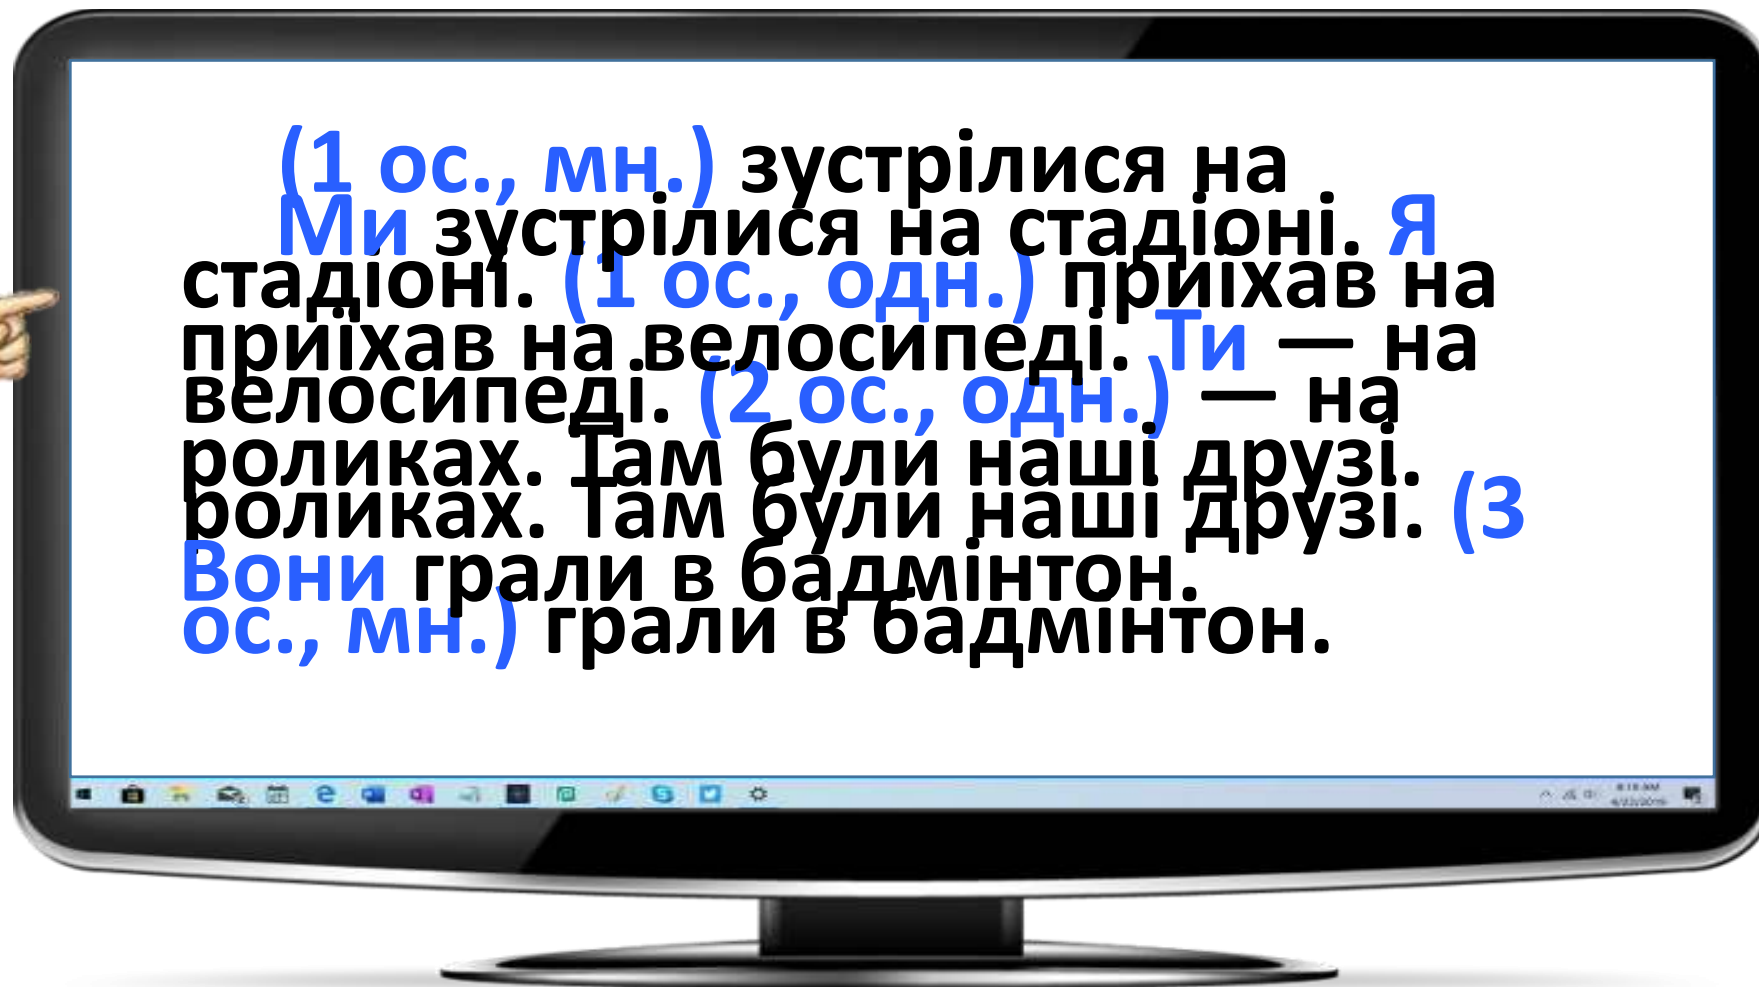 (1 ос., мн.) зустрілися на
Ми зустрілися на стадіоні. Я
стадіоні. (1 ос., одн.) приїхав на
приїхав на велосипеді. Ти — на
велосипеді. (2 ос., одн.) — на
роликах. Там були наші друзі.
роликах. Там були наші друзі. (3
Вони грали в бадмінтон.
ос., мн.) грали в бадмінтон.